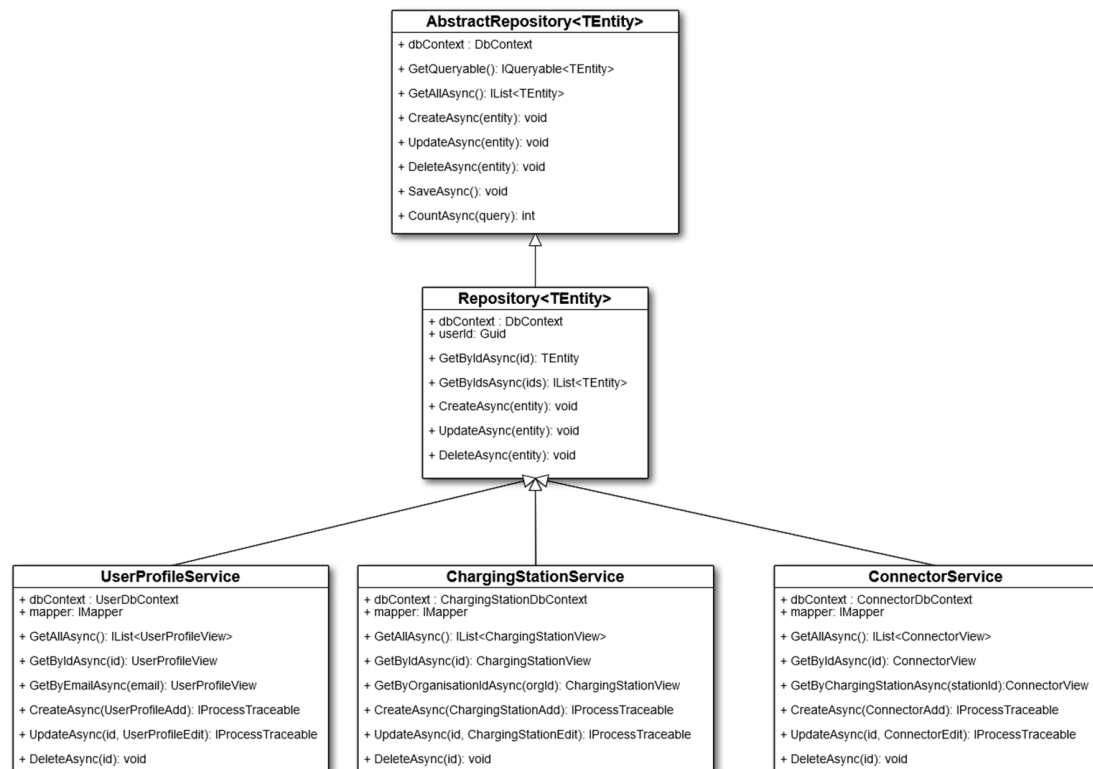 AbstractRepository<TEntity>
+ dbContext : DbContext
+ GetQueryable(): IQueryable<TEntity>
+ GetAllAsync(): IList<TEntity>
+ CreateAsync(entity): void
+ UpdateAsync(entity): void
+ DeleteAsync(entity): void
+ SaveAsync(): void
+ CountAsync(query): int
Repository<TEntity>
+ dbContext : DbContext
+ userId: Guid
+ GetByIdAsync(id): TEntity
+ GetByIdsAsync(ids): IList<TEntity>
+ CreateAsync(entity): void
+ UpdateAsync(entity): void
+ DeleteAsync(entity): void
UserProfileService
+ dbContext : UserDbContext
+ mapper: IMapper
+ GetAllAsync(): IList<UserProfileView>
+ GetByIdAsync(id): UserProfileView
+ GetByEmailAsync(email): UserProfileView
+ CreateAsync(UserProfileAdd): IProcessTraceable
+ UpdateAsync(id, UserProfileEdit): IProcessTraceable
+ DeleteAsync(id): void
ChargingStationService
+ dbContext : ChargingStationDbContext
+ mapper: IMapper
+ GetAllAsync(): IList<ChargingStationView>
+ GetByIdAsync(id): ChargingStationView
+ GetByOrganisationIdAsync(orgId): ChargingStationView
+ CreateAsync(ChargingStationAdd): IProcessTraceable
+ UpdateAsync(id, ChargingStationEdit): IProcessTraceable
+ DeleteAsync(id): void
ConnectorService
+ dbContext : ConnectorDbContext
+ mapper: IMapper
+ GetAllAsync(): IList<ConnectorView>
+ GetByIdAsync(id): ConnectorView
+ GetByChargingStationAsync(stationId):ConnectorView
+ CreateAsync(ConnectorAdd): IProcessTraceable
+ UpdateAsync(id, ConnectorEdit): IProcessTraceable
+ DeleteAsync(id): void